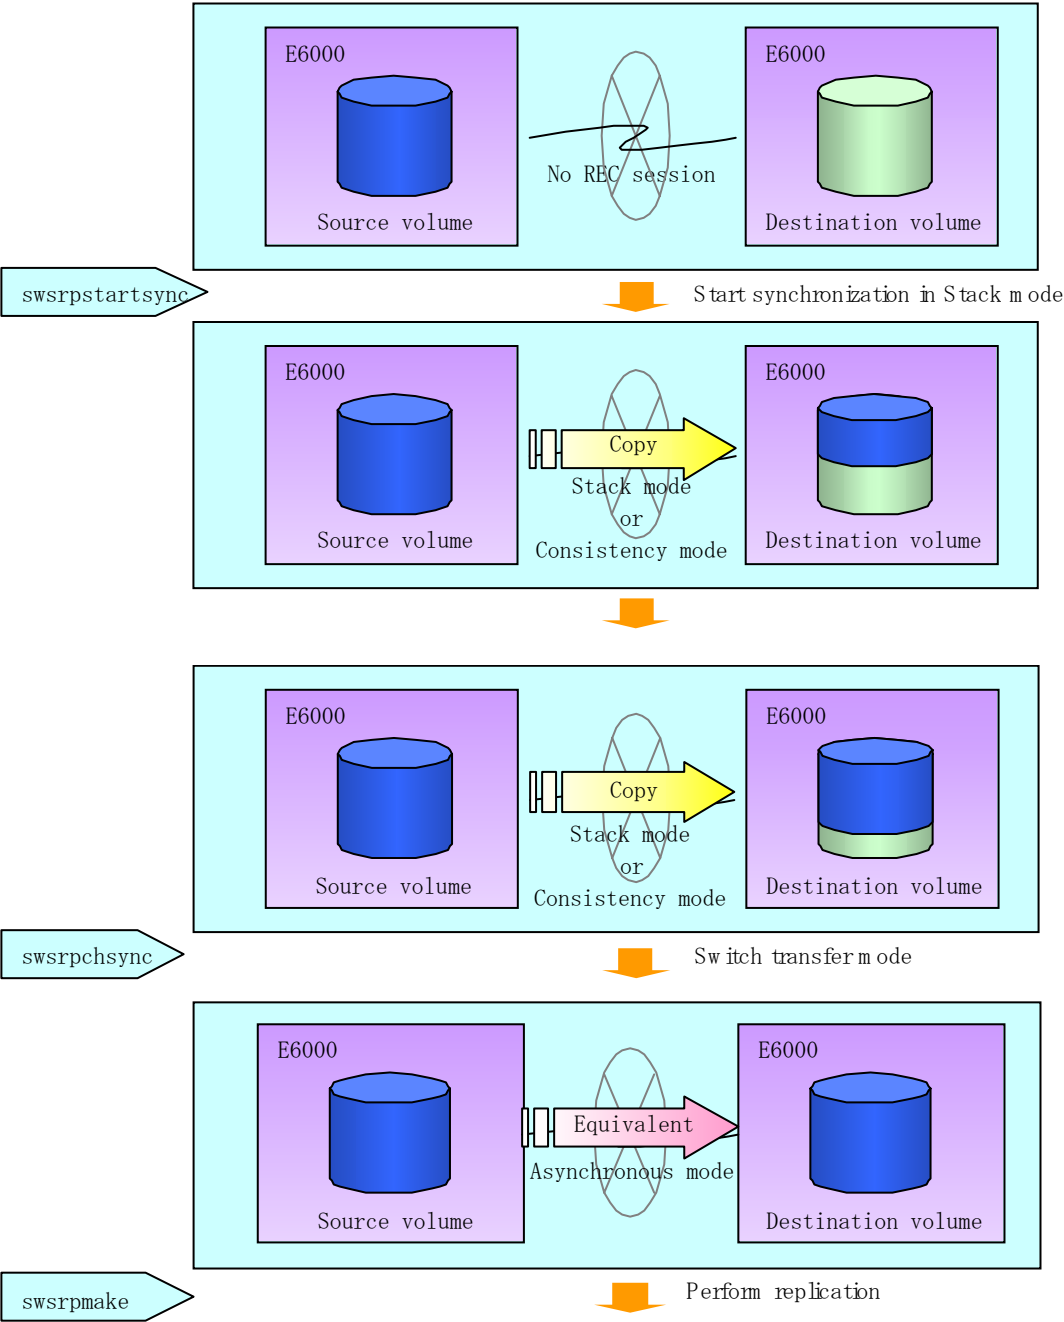 E6000
E6000
No REC session
Source volume
Destination volume
swsrpstartsync
Start synchronization in Stack mode
E6000
E6000
Copy
Stack mode
or
Consistency mode
Source volume
Destination volume
E6000
E6000
Copy
Stack mode
or
Consistency mode
Source volume
Destination volume
swsrpchsync
Switch transfer mode
E6000
E6000
Equivalent
Asynchronous mode
Source volume
Destination volume
swsrpmake
Perform replication